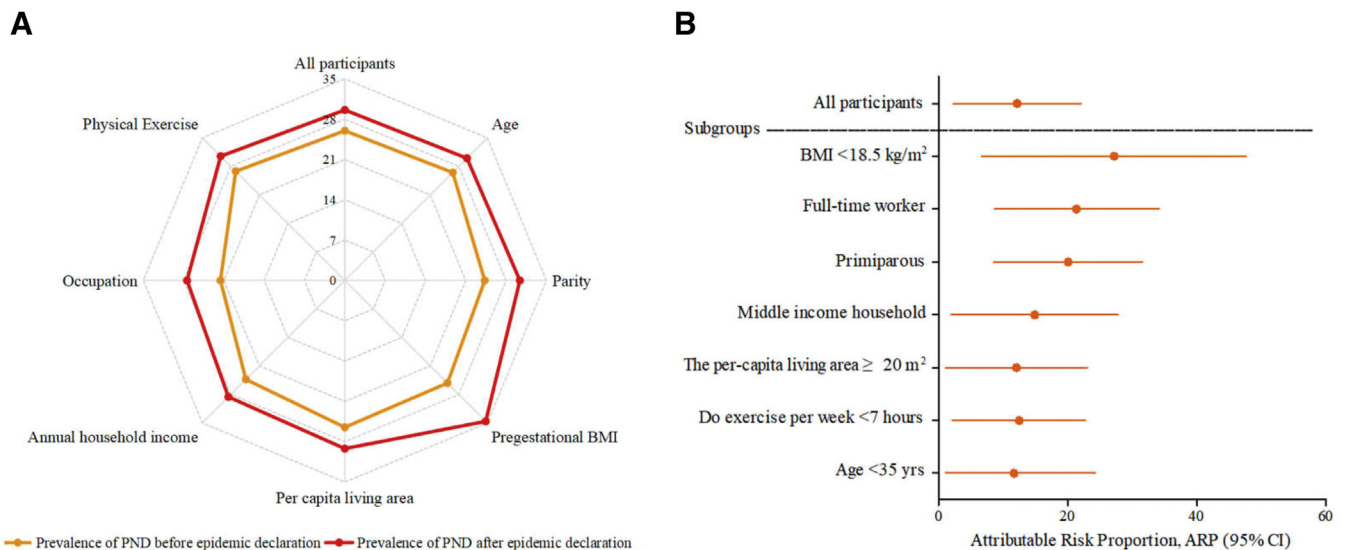 A
All participants
Age
Parity
Pregestational BMI
Per capita living area
Annual household income
Occupation
Physical Exercise
35
28
21
14
7
0
Prevalence of PND before epidemic declaration
Prevalence of PND after epidemic declaration
B
All participants
Subgroups
BMI <18.5 kg/m²
Full-time worker
Primiparous
Middle income household
The per-capita living area ≥ 20 m²
Do exercise per week <7 hours
Age <35 yrs
0 20 40 60
Attributable Risk Proportion, ARP (95% CI)